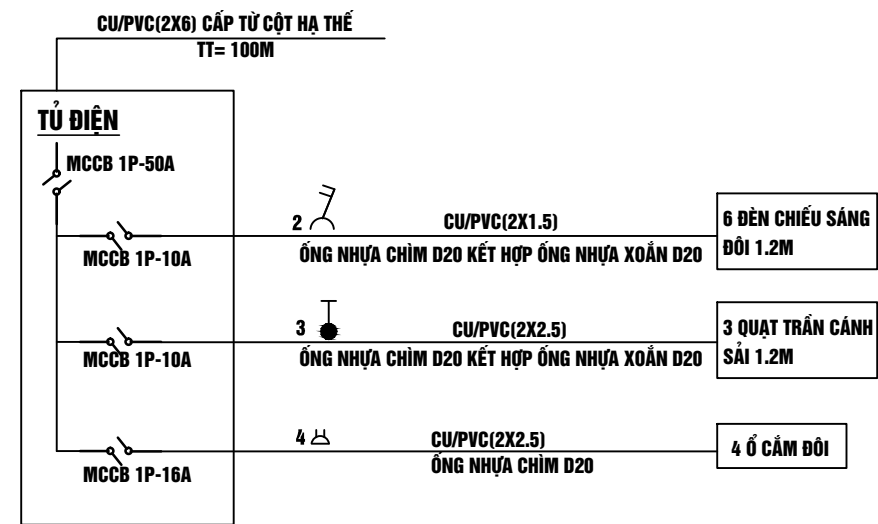 CU/PVC(2X6) CẤP TỪ CỘT HẠ THẾ
TT= 100M
TỦ ĐIỆN
MCCB 1P-50A
2
CU/PVC(2X1.5)
6 ĐÈN CHIẾU SÁNG
ĐÔI 1.2M
MCCB 1P-10A
ỐNG NHỰA CHÌM D20 KẾT HỢP ỐNG NHỰA XOẮN D20
3
CU/PVC(2X2.5)
3 QUẠT TRẦN CÁNH
SẢI 1.2M
MCCB 1P-10A
ỐNG NHỰA CHÌM D20 KẾT HỢP ỐNG NHỰA XOẮN D20
4
CU/PVC(2X2.5)
4 Ổ CẮM ĐÔI
MCCB 1P-16A
ỐNG NHỰA CHÌM D20